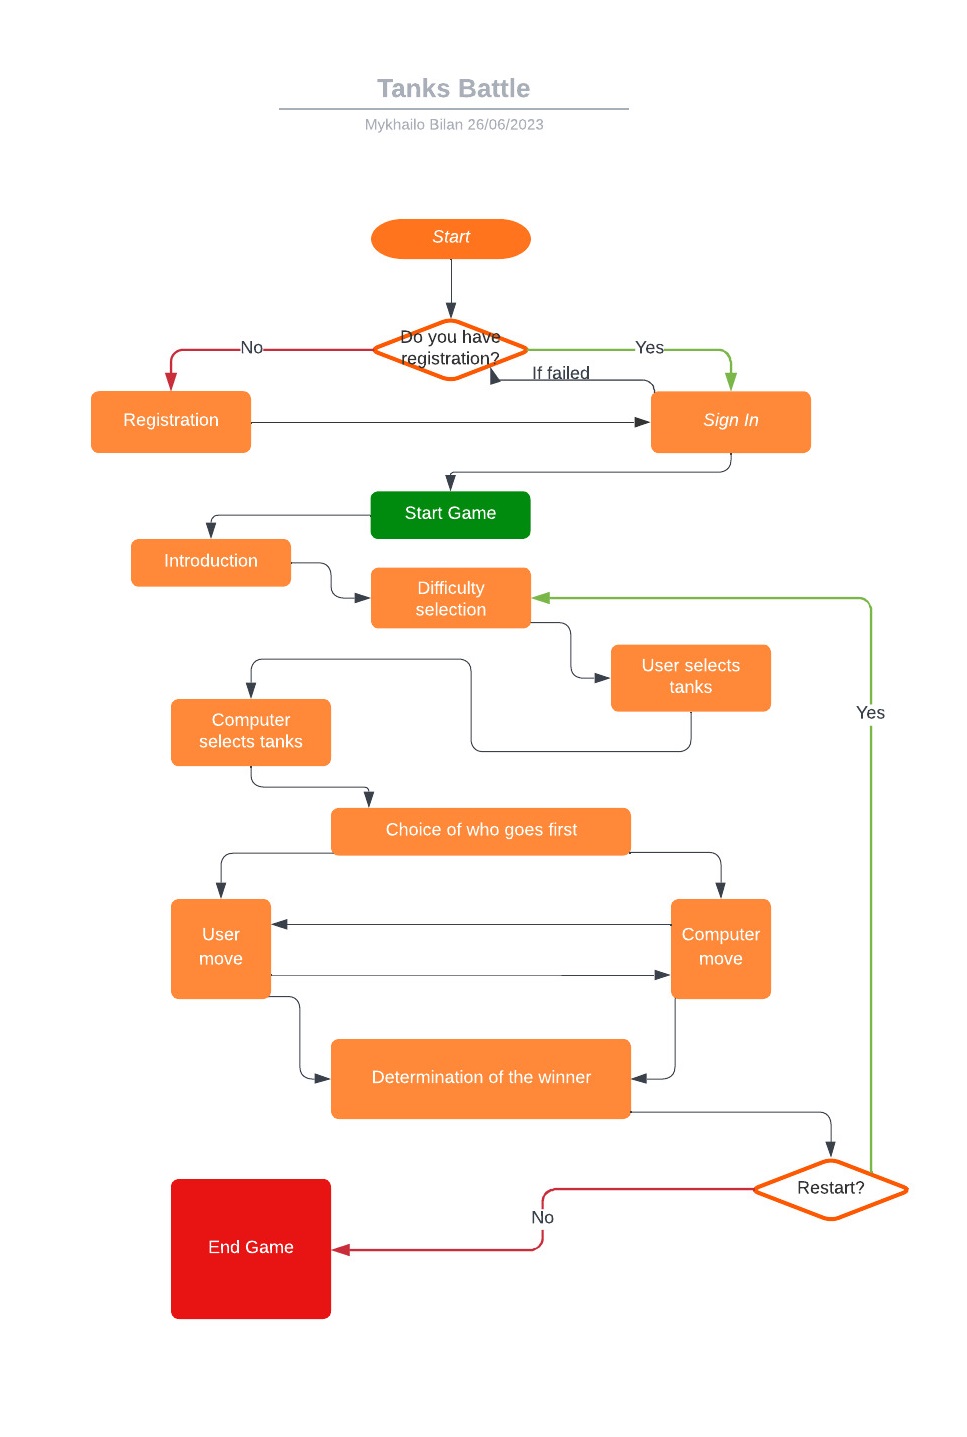 Tanks Battle
Mykhailo Bilan 26/06/2023
Start
Do you have
registration?
No
Yes
If failed
Registration
Sign In
Start Game
Introduction
Difficulty
selection
User selects
tanks
Yes
Computer
selects tanks
Choice of who goes first
User
move
Computer
move
Determination of the winner
Restart?
No
End Game